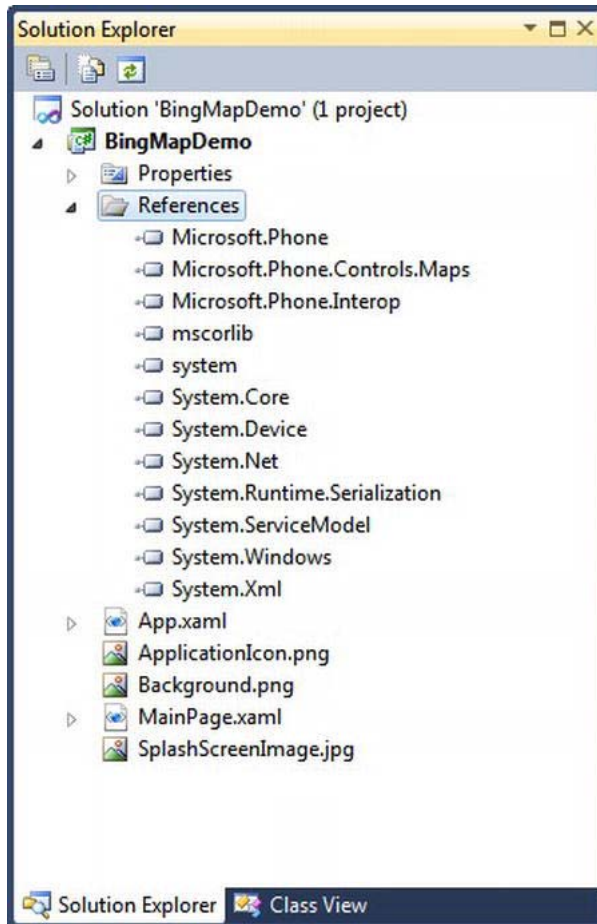 Solution Explorer
Solution 'BingMapDemo' (1 project)
C#
BingMapDemo
Properties
References
Microsoft.Phone
Microsoft.Phone.Controls.Maps
Microsoft.Phone.Interop
mscorlib
system
System.Core
System.Device
System.Net
System.Runtime.Serialization
System.ServiceModel
System.Windows
System.Xml
App.xaml
ApplicationIcon.png
Background.png
MainPage.xaml
SplashScreenImage.jpg
Solution Explorer Class View